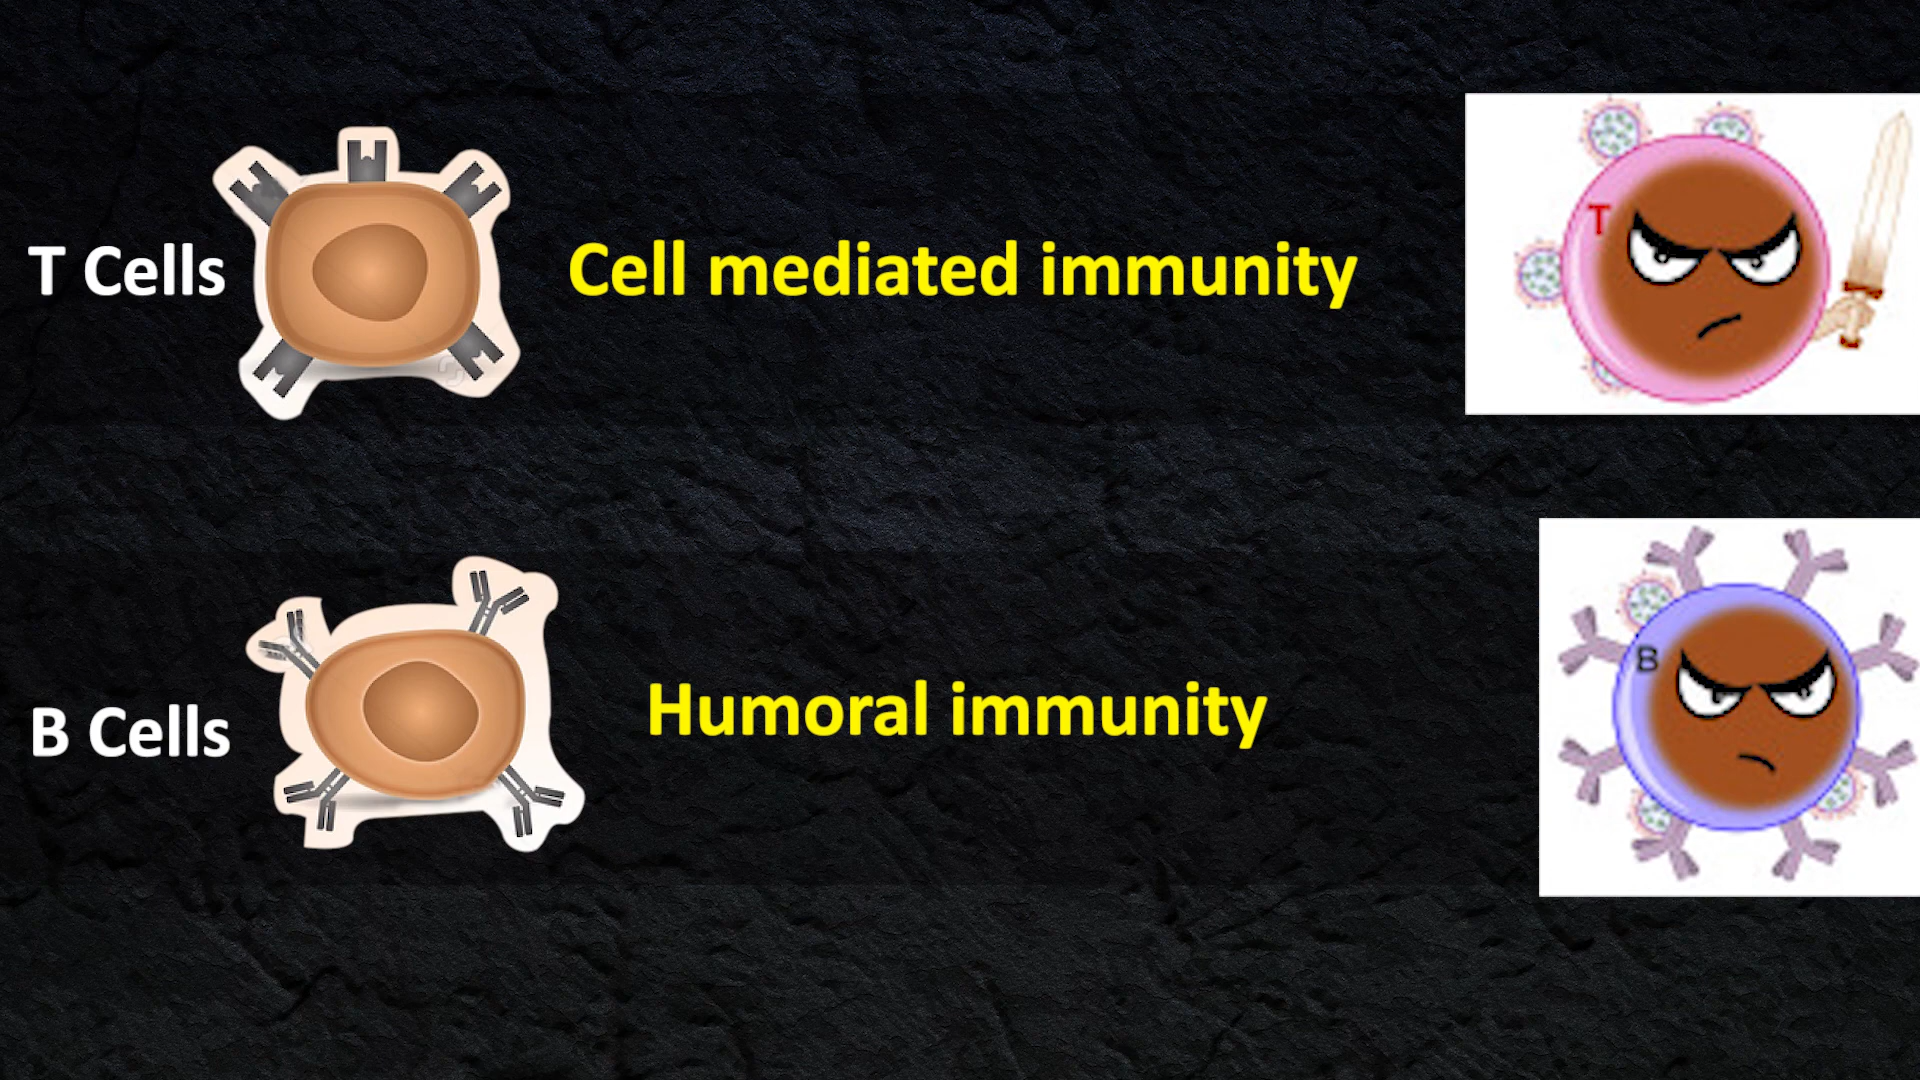 T Cells
Cell mediated immunity
T
B Cells
Humoral immunity
B